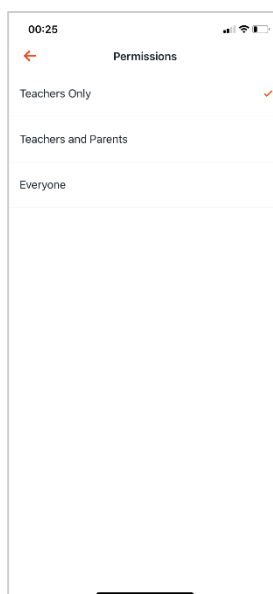 00:25
Permissions
Teachers Only
Teachers and Parents
Everyone